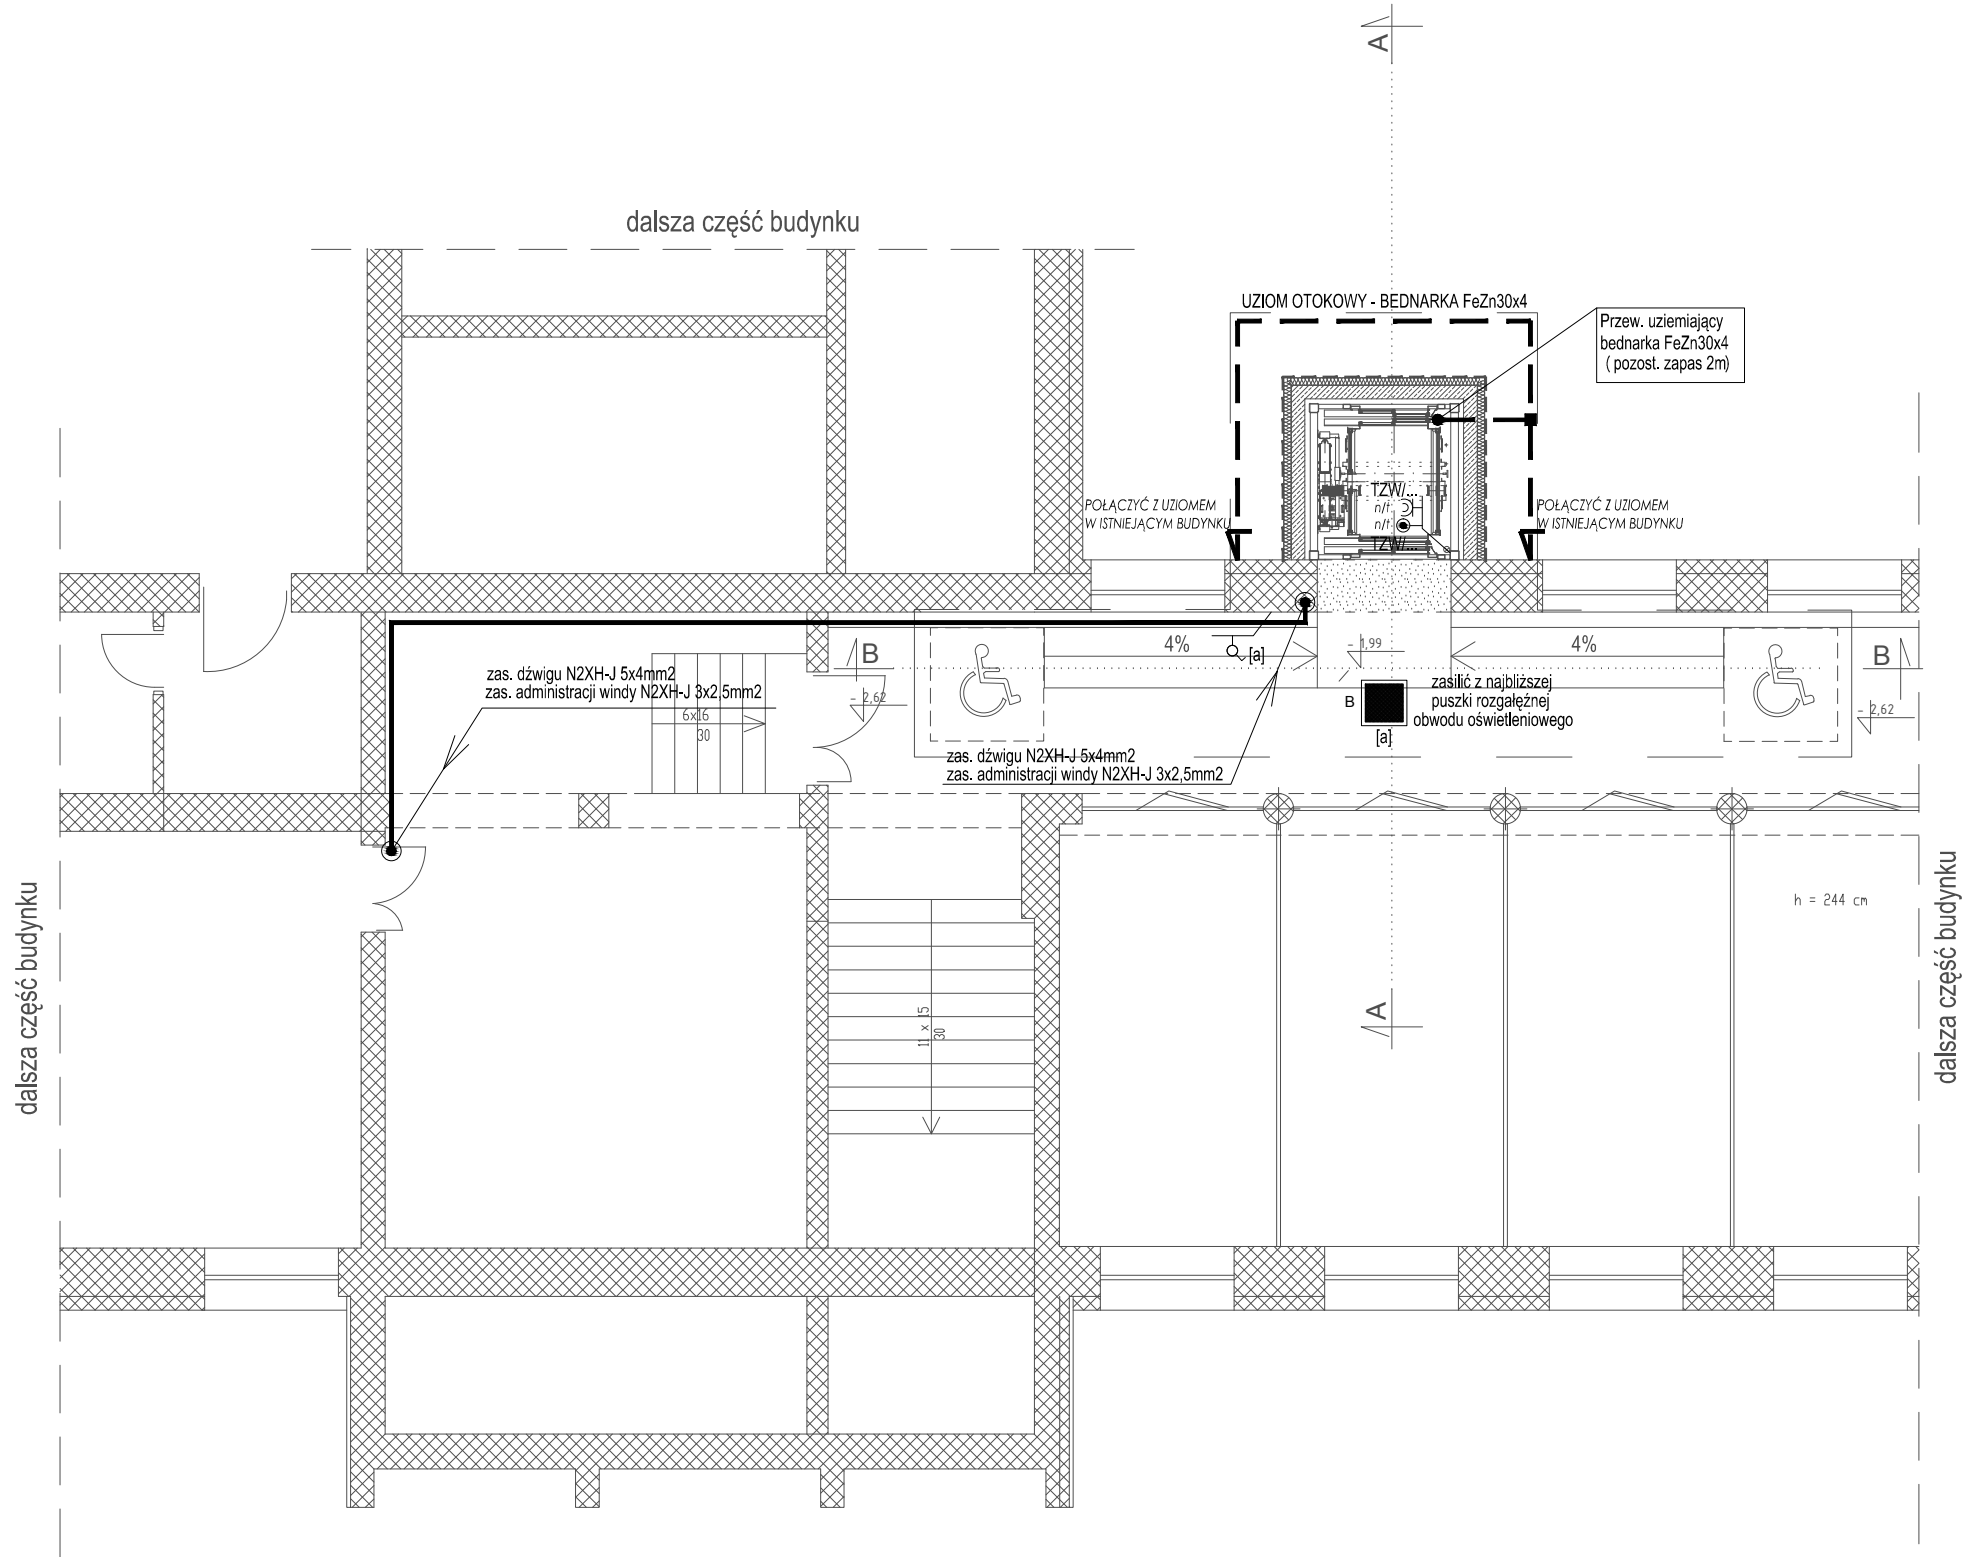 A
dalsza część budynku
UZIOM OTOKOWY - BEDNARKA FeZn30x4
Przew. uziemiający
bednarka FeZn30x4
( pozost. zapas 2m)
TZW/...
n/t
n/t
TZW/...
POŁĄCZYĆ Z UZIOMEM
W ISTNIEJĄCYM BUDYNKU
POŁĄCZYĆ Z UZIOMEM
W ISTNIEJĄCYM BUDYNKU
zas. dźwigu N2XH-J 5x4mm2
zas. administracji windy N2XH-J 3x2,5mm2
6x16
30
B
- 2,62
4%
[a]
- 1,99
4%
B
- 2,62
zasilić z najbliższej
puszki rozgałęźnej
obwodu oświetleniowego
B
[a]
zas. dźwigu N2XH-J 5x4mm2
zas. administracji windy N2XH-J 3x2,5mm2
h = 244 cm
11 x 15
30
A
dalsza część budynku
dalsza część budynku